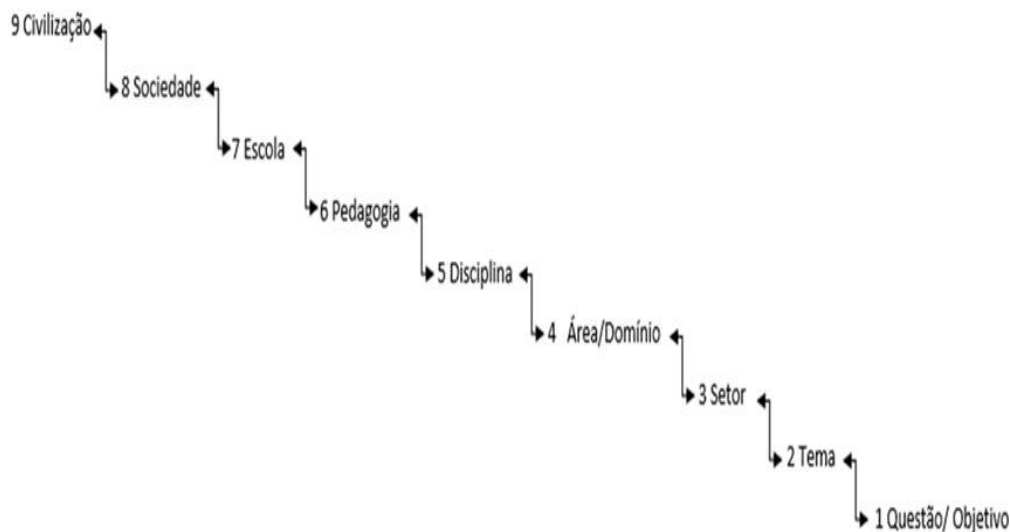 9 Civilização
8 Sociedade
7 Escola
6 Pedagogia
5 Disciplina
4 Área/Domínio
3 Setor
2 Tema
1 Questão/ Objetivo